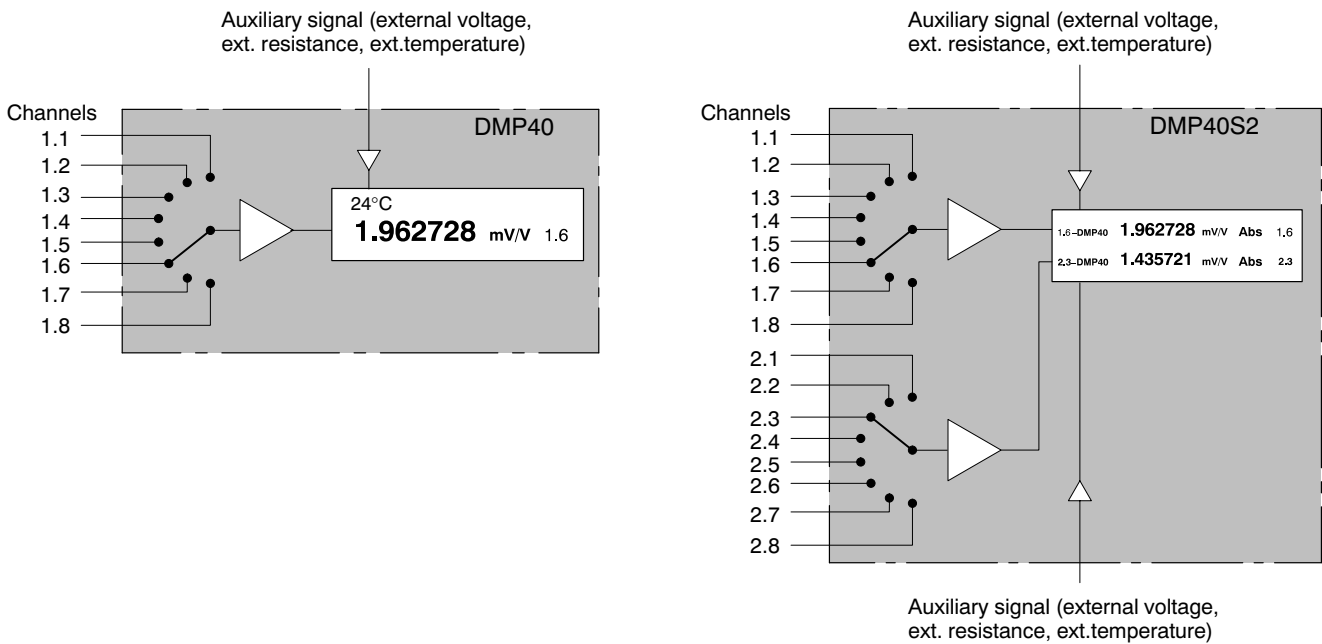 Auxiliary signal (external voltage,
ext. resistance, ext.temperature)
Channels
DMP40
1.1
1.2
1.3
1.4
1.5
1.6
1.7
1.8
24°C
1.962728 mV/V 1.6
Auxiliary signal (external voltage,
ext. resistance, ext.temperature)
Channels
DMP40S2
1.1
1.2
1.3
1.4
1.5
1.6
1.7
1.8
1.6–DMP40 1.962728 mV/V Abs 1.6
2.3–DMP40 1.435721 mV/V Abs 2.3
2.1
2.2
2.3
2.4
2.5
2.6
2.7
2.8
Auxiliary signal (external voltage,
ext. resistance, ext.temperature)